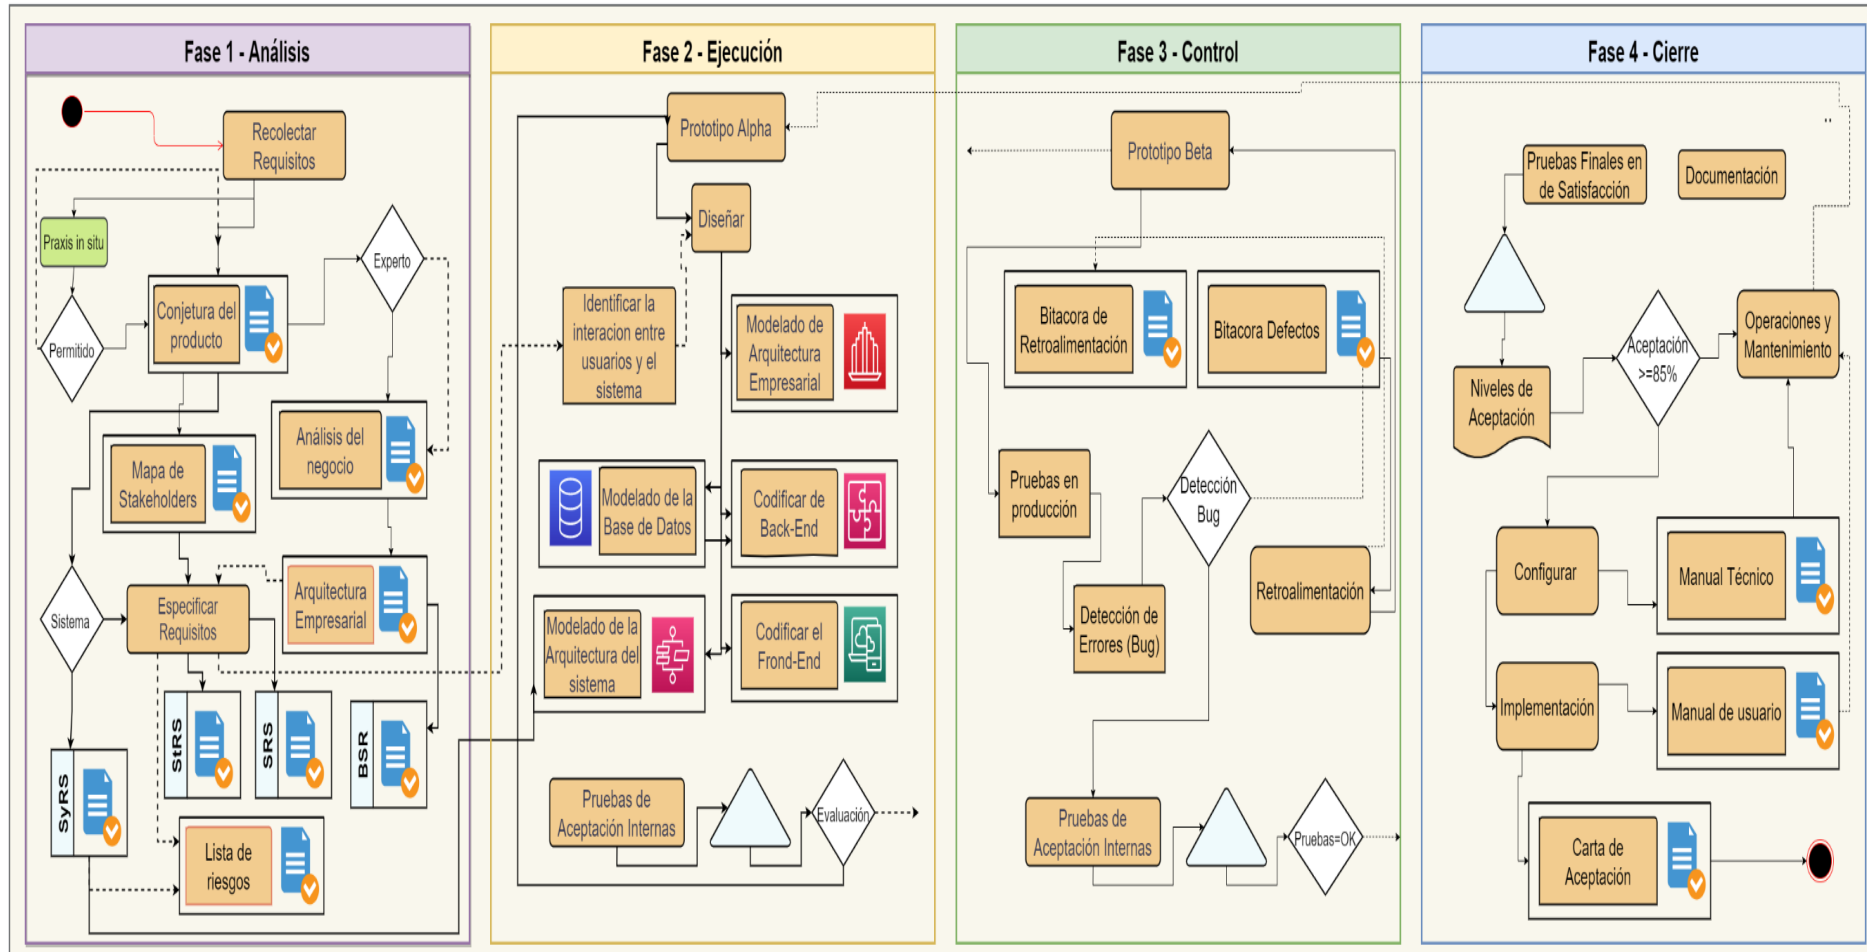 Fase 1 - Análisis
Recolectar
Requisitos
Praxis in situ
Permitido
Conjetura del
producto
Experto
Mapa de
Stakeholders
Análisis del
negocio
Sistema
Especificar
Requisitos
Arquitectura
Empresarial
SyRS
StRS
SRS
BSR
Lista de
riesgos
Fase 2 - Ejecución
Prototipo Alpha
Diseñar
Identificar la
interacion entre
usuarios y el
sistema
Modelado de
Arquitectura
Empresarial
Modelado de la
Base de Datos
Codificar de
Back-End
Modelado de la
Arquitectura del
sistema
Codificar el
Frond-End
Pruebas de
Aceptación Internas
Evaluación
Fase 3 - Control
Prototipo Beta
Bitacora de
Retroalimentación
Bitacora Defectos
Pruebas en
producción
Detección
Bug
Detección de
Errores (Bug)
Retroalimentación
Pruebas de
Aceptación Internas
Pruebas=OK
Fase 4 - Cierre
..
Pruebas Finales en
de Satisfacción
Documentación
Niveles de
Aceptación
Aceptación
>=85%
Operaciones y
Mantenimiento
Configurar
Manual Técnico
Implementación
Manual de usuario
Carta de
Aceptación